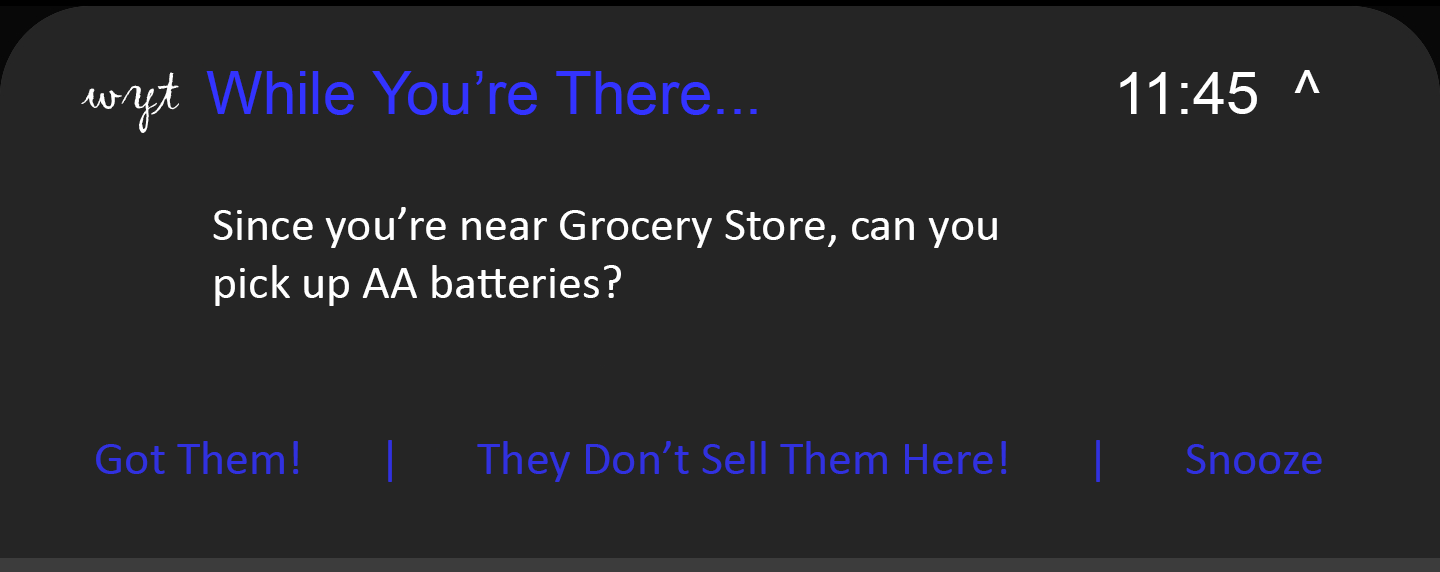 wyt While You’re There... 11:45 ^
Since you’re near Grocery Store, can you
pick up AA batteries?
Got Them! | They Don’t Sell Them Here! | Snooze